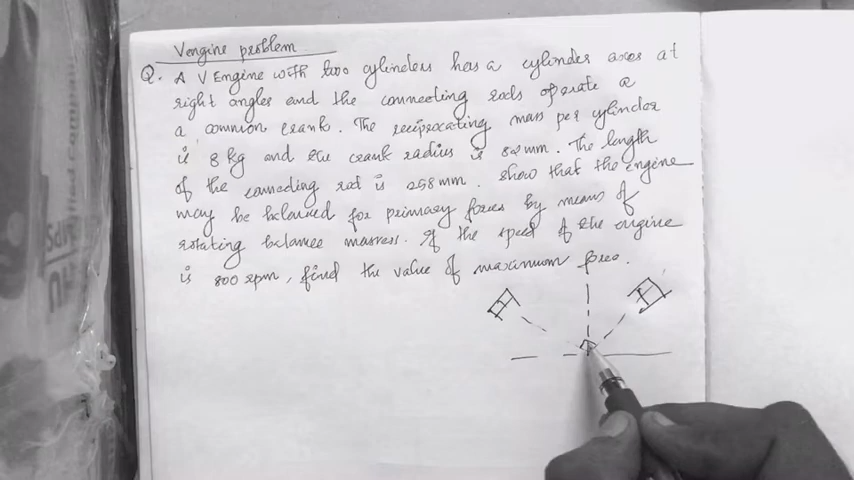 V engine problem
Q. A V Engine with two cylinders has a cylinder axes at
right angles and the connecting rods operate a
a common crank. The reciprocating mass per cylinder
is 8 kg and the crank radius is 82 mm. The length
of the connecting rod is 258 mm. show that the engine
may be balanced for primary forces by means of
rotating balance masses. If the speed of the engine
is 800 rpm, find the value of maximum force.